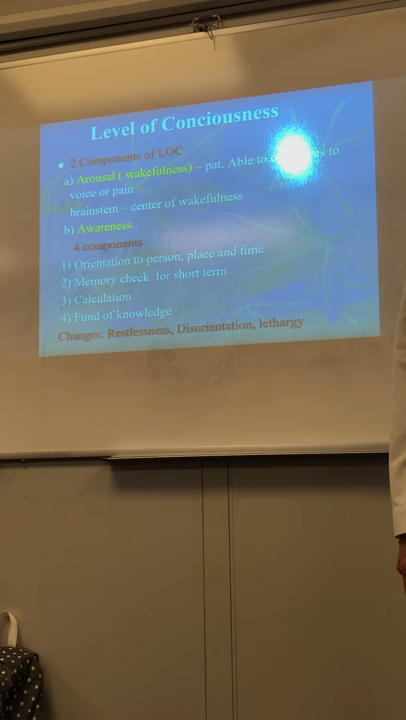 Level of Conciousness
▪ 2 Components of LOC
a) Arousal ( wakefulness) – pat. Able to to
voice or pain
brainstem – center of wakefulness
b) Awareness
4 components
1) Orientation to person, place and time
2) Memory check for short term
3) Calculation
4) Fund of knowledge
Changes: Restlessness, Disorientation, lethargy